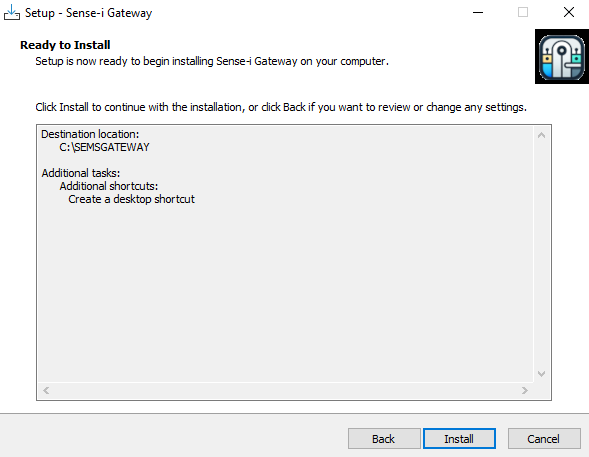 Setup - Sense-i Gateway
Ready to Install
Setup is now ready to begin installing Sense-i Gateway on your computer.
Click Install to continue with the installation, or click Back if you want to review or change any settings.
Destination location:
C:\SEMSGATEWAY
Additional tasks:
Additional shortcuts:
Create a desktop shortcut
Back
Install
Cancel